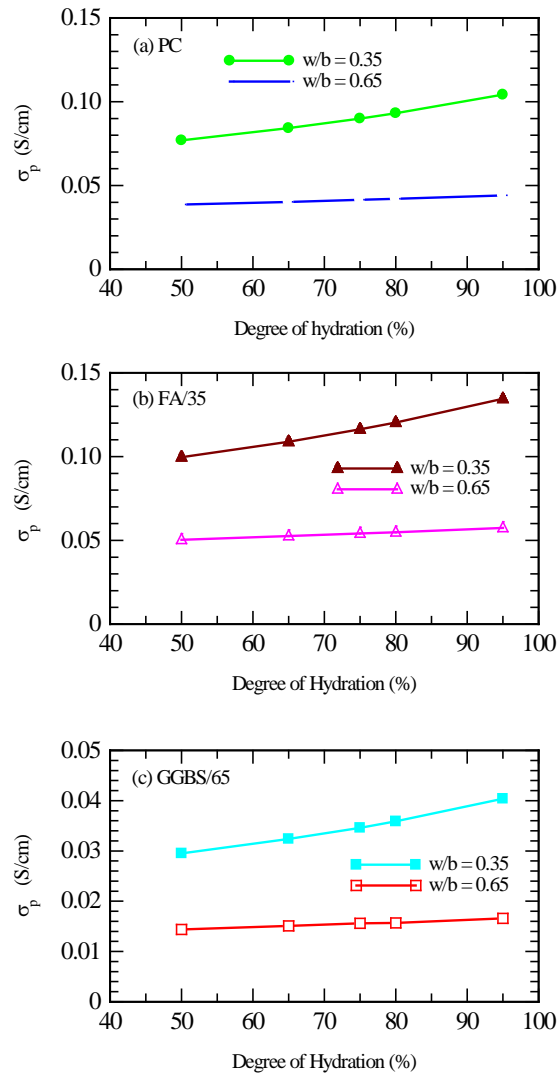 (a) PC
w/b = 0.35
w/b = 0.65
0.15
0.10
0.05
0
σp (S/cm)
40 50 60 70 80 90 100
Degree of hydration (%)
(b) FA/35
w/b = 0.35
w/b = 0.65
0.15
0.10
0.05
0
σp (S/cm)
40 50 60 70 80 90 100
Degree of Hydration (%)
(c) GGBS/65
w/b = 0.35
w/b = 0.65
0.05
0.04
0.03
0.02
0.01
0
σp (S/cm)
40 50 60 70 80 90 100
Degree of Hydration (%)